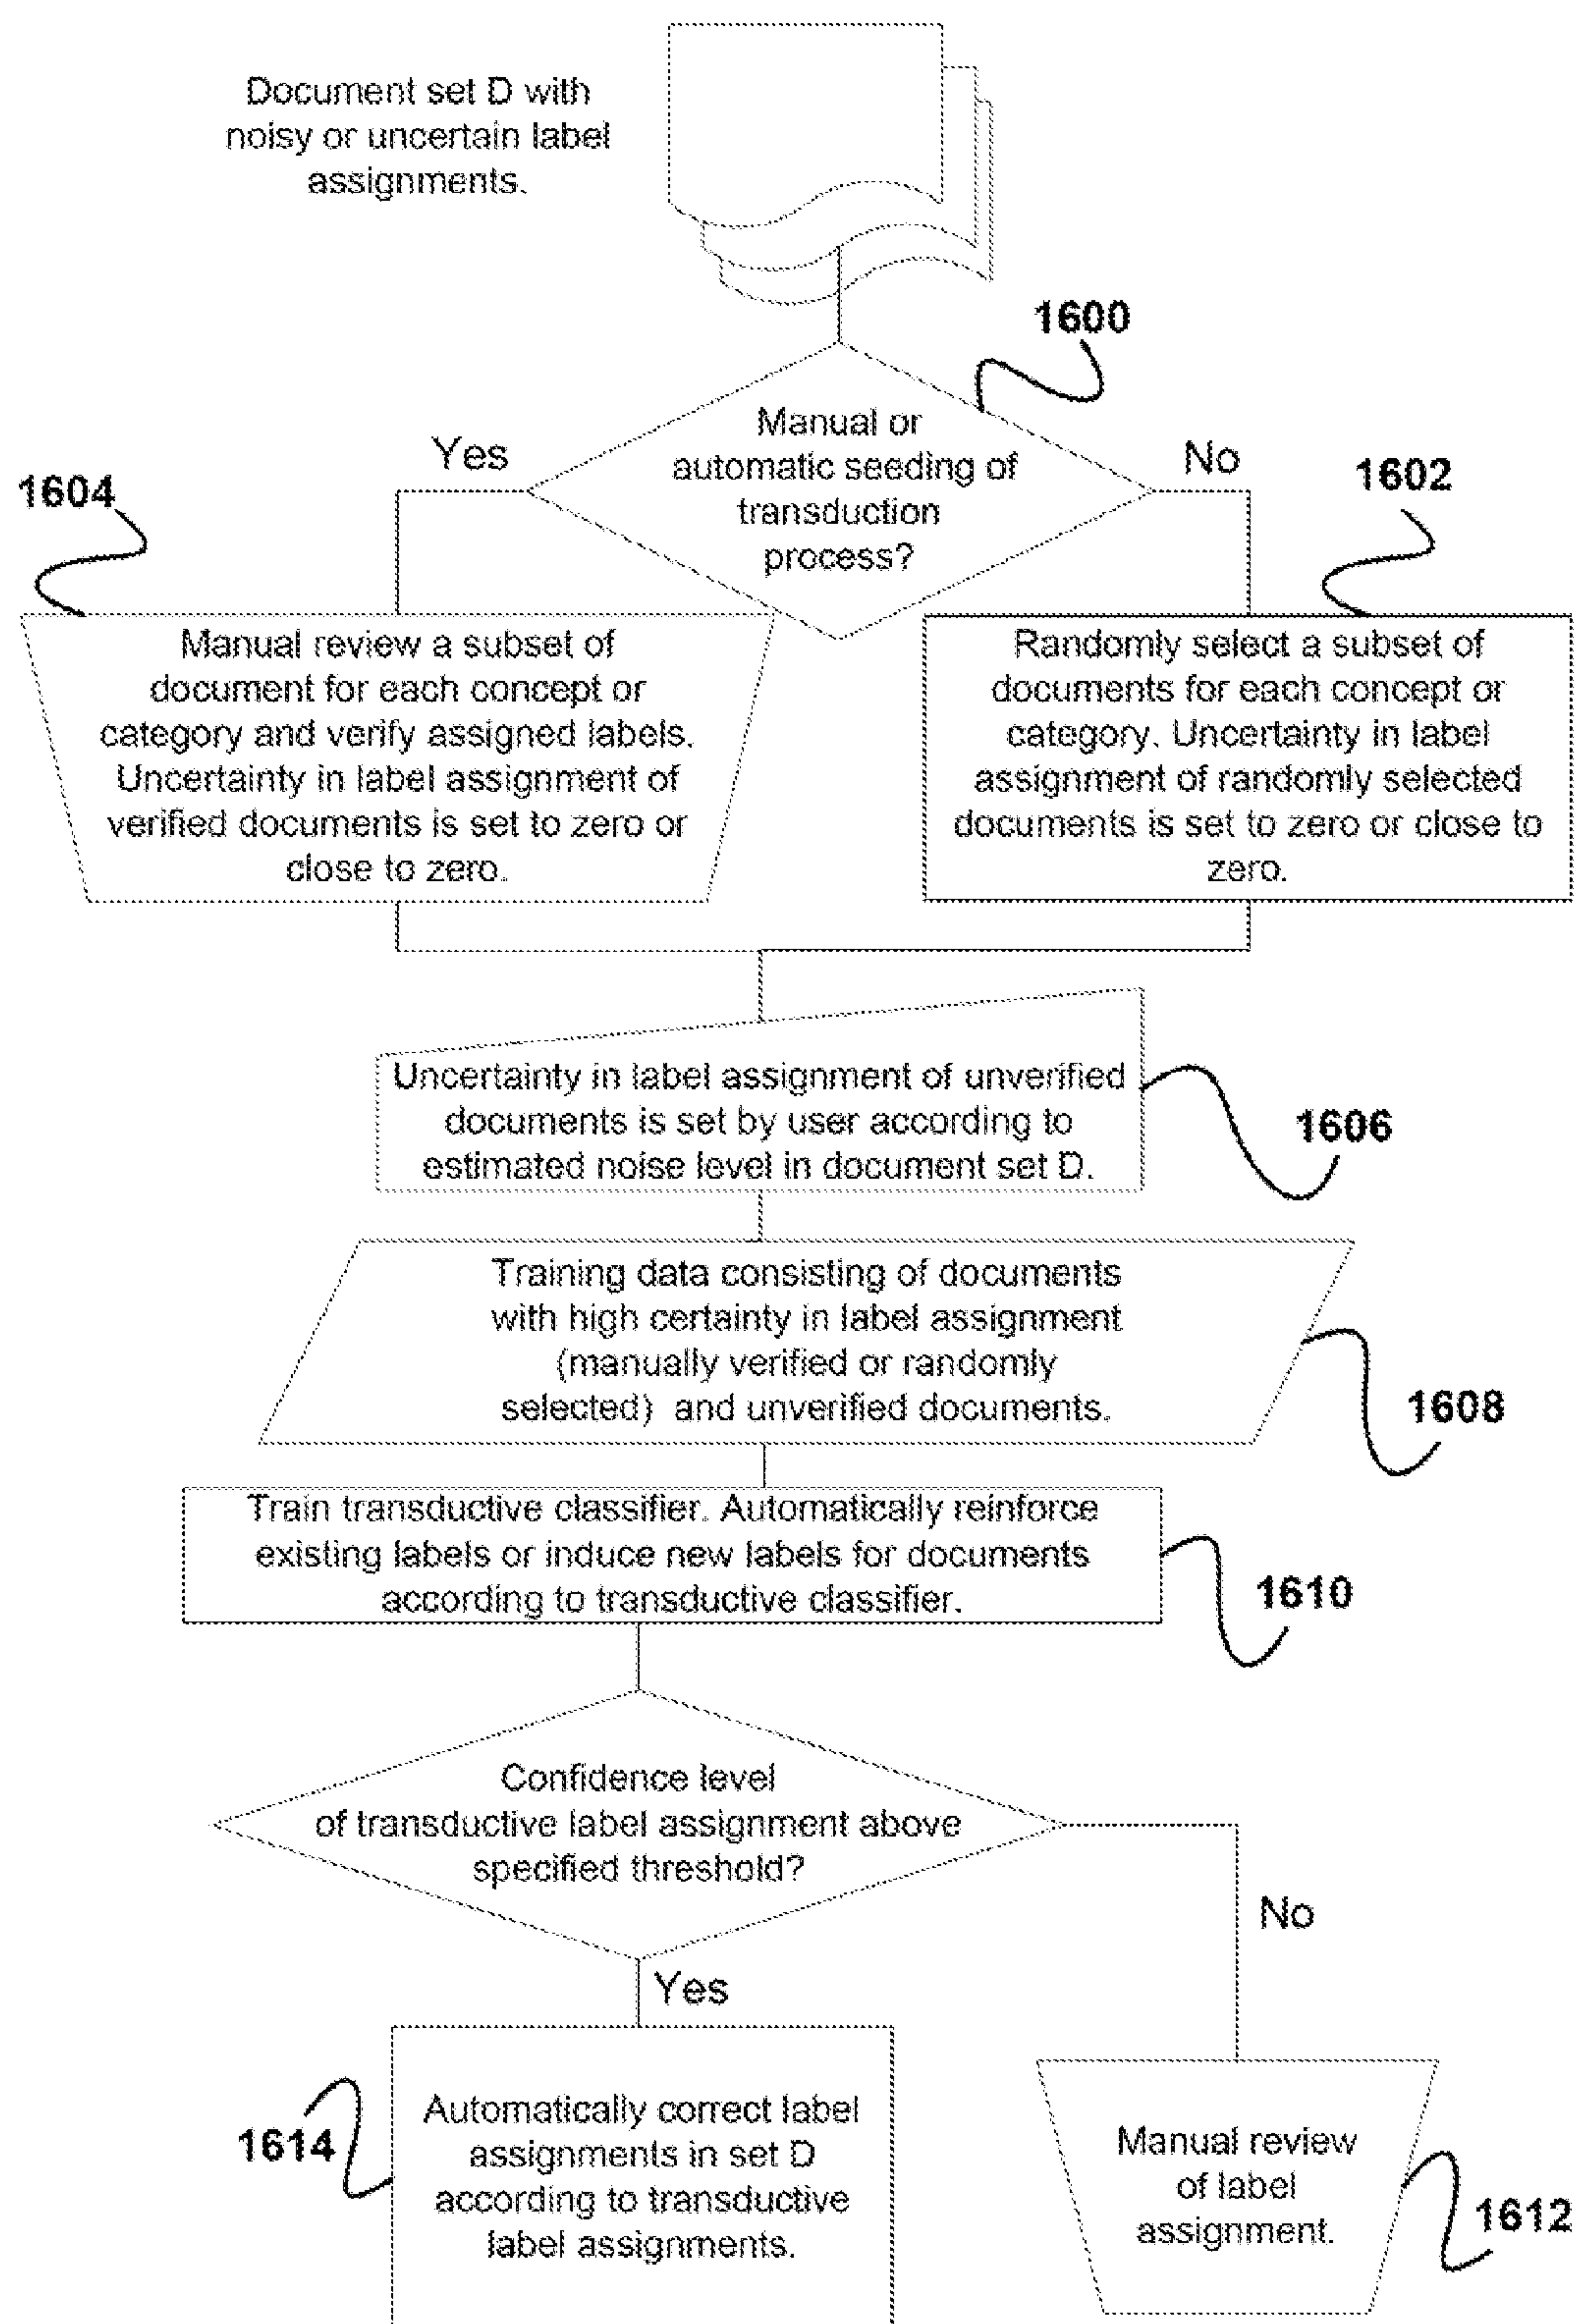 Document set D with
noisy or uncertain label
assignments.
1600
Manual or
automatic seeding of
transduction
process?
Yes
No
1604
1602
Manual review a subset of
document for each concept or
category and verify assigned labels.
Uncertainty in label assignment of
verified documents is set to zero or
close to zero.
Randomly select a subset of
documents for each concept or
category. Uncertainty in label
assignment of randomly selected
documents is set to zero or close to
zero.
Uncertainty in label assignment of unverified
documents is set by user according to
estimated noise level in document set D.
1606
Training data consisting of documents
with high certainty in label assignment
(manually verified or randomly
selected) and unverified documents.
1608
Train transductive classifier. Automatically reinforce
existing labels or induce new labels for documents
according to transductive classifier.
1610
Confidence level
of transductive label assignment above
specified threshold?
No
Yes
Automatically correct label
assignments in set D
according to transductive
label assignments.
1614
Manual review
of label
assignment.
1612